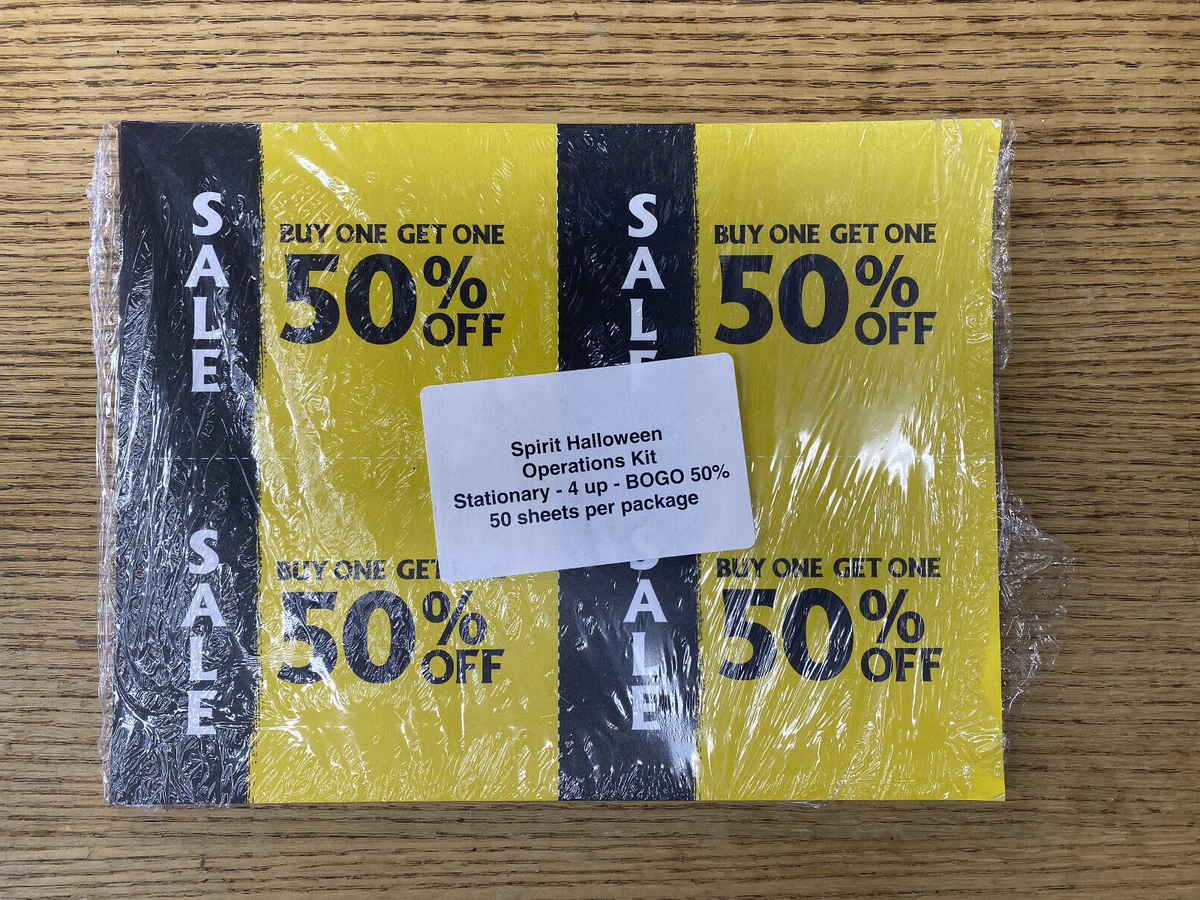 SALE
BUY ONE GET ONE
50%
OFF
SALE
BUY ONE GET ONE
50%
OFF
Spirit Halloween
Operations Kit
Stationary - 4 up - BOGO 50%
50 sheets per package
SALE
BUY ONE GET
50%
OFF
SALE
BUY ONE GET ONE
50%
OFF